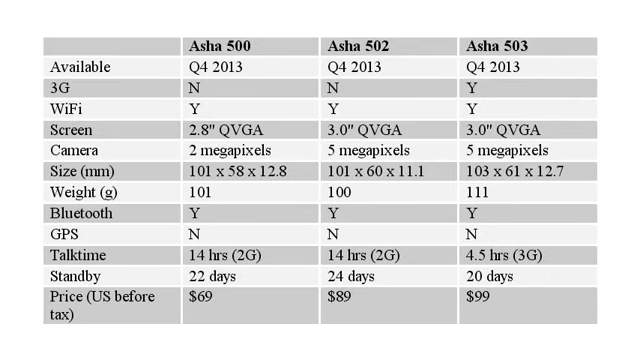 Asha 500 Asha 502 Asha 503
Available Q4 2013 Q4 2013 Q4 2013
3G N N Y
WiFi Y Y Y
Screen 2.8" QVGA 3.0" QVGA 3.0" QVGA
Camera 2 megapixels 5 megapixels 5 megapixels
Size (mm) 101 x 58 x 12.8 101 x 60 x 11.1 103 x 61 x 12.7
Weight (g) 101 100 111
Bluetooth Y Y Y
GPS N N N
Talktime 14 hrs (2G) 14 hrs (2G) 4.5 hrs (3G)
Standby 22 days 24 days 20 days
Price (US before $69 $89 $99
tax)